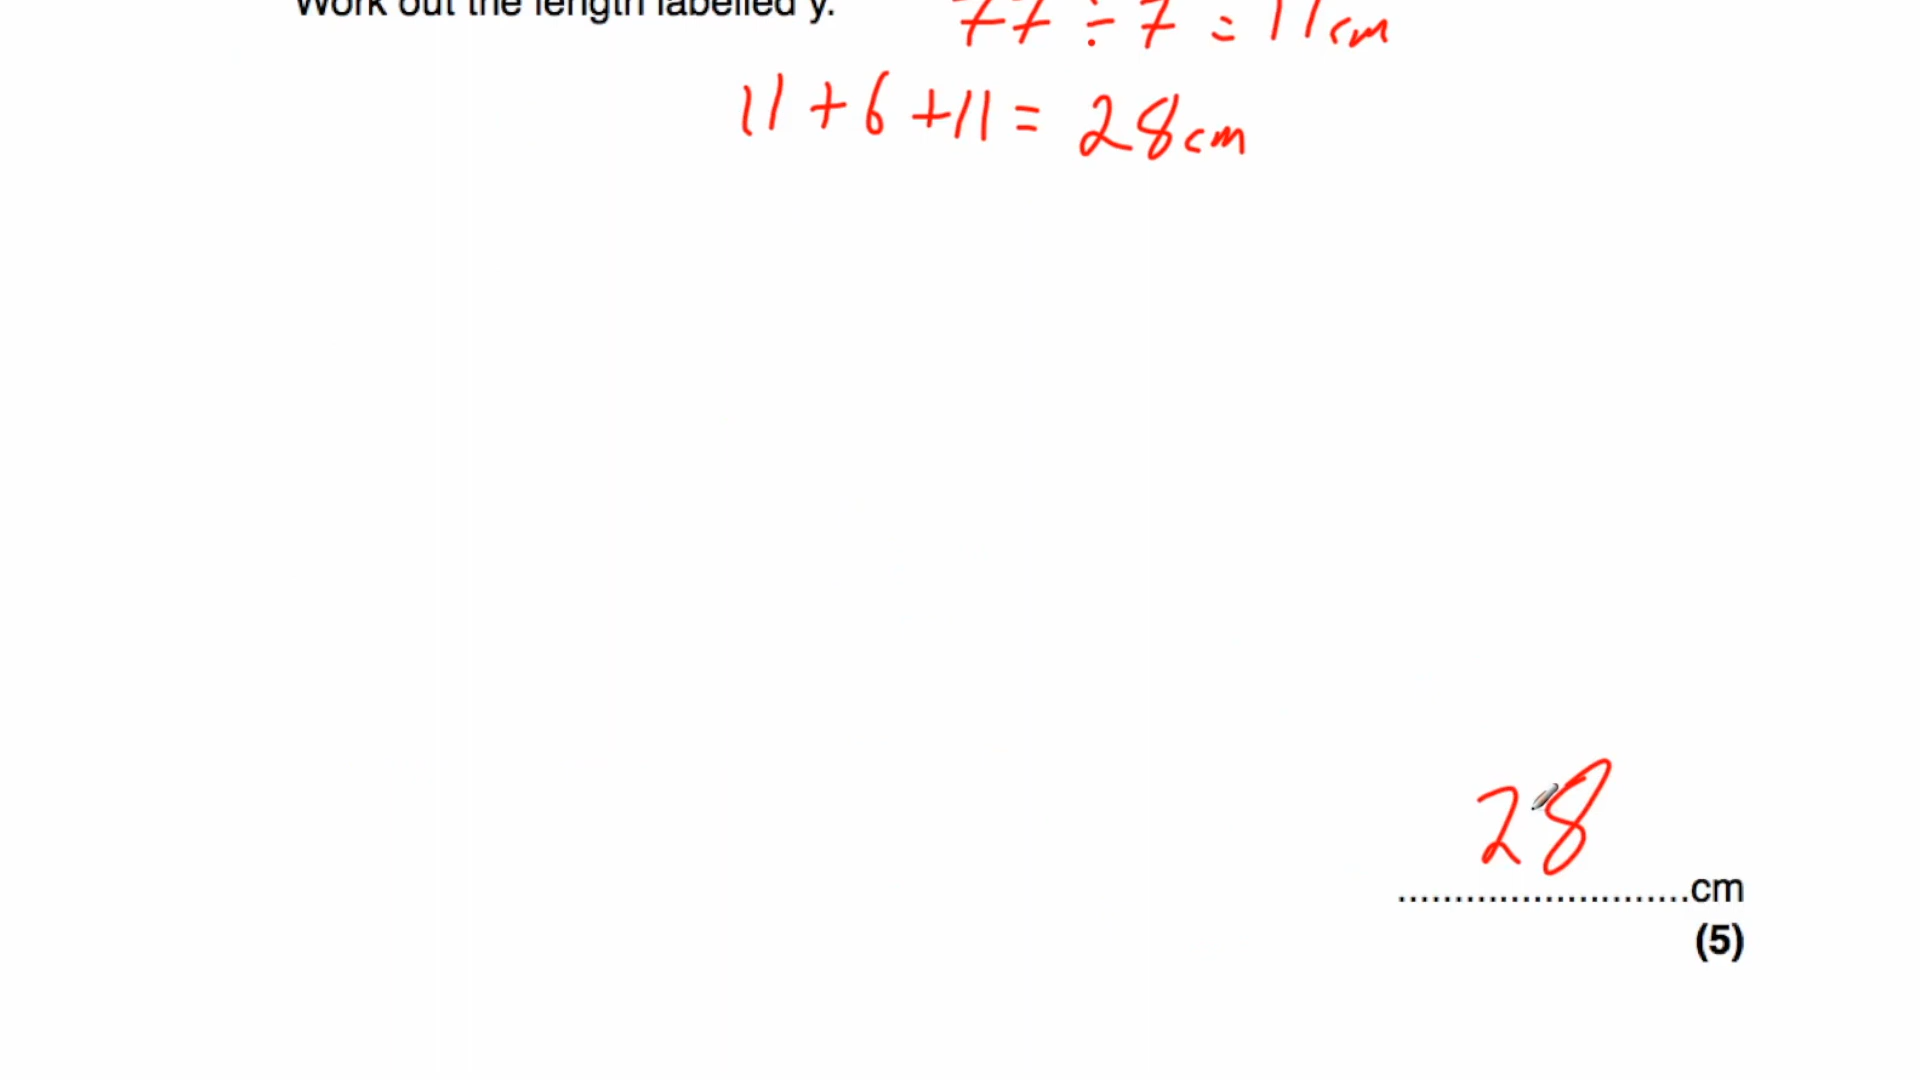 Work out the length labelled y.
77 ÷ 7 = 11cm
11 + 6 + 11 = 28cm
28
..........................cm
(5)